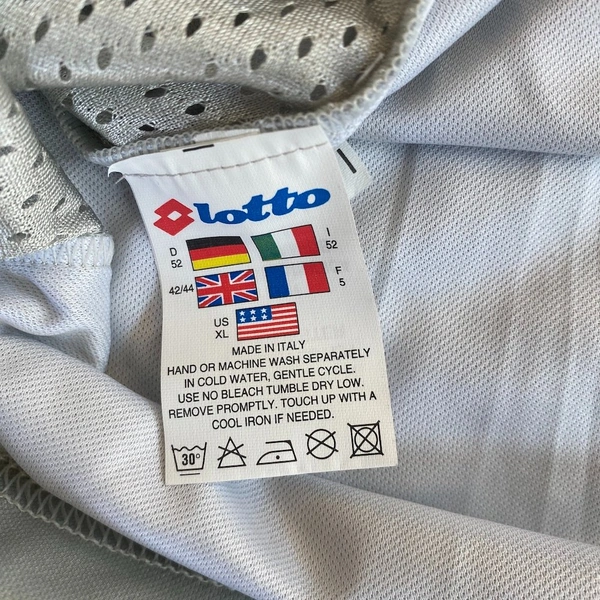 lotto
D 52 I 52
42/44 F 5
US XL
MADE IN ITALY
HAND OR MACHINE WASH SEPARATELY
IN COLD WATER, GENTLE CYCLE.
USE NO BLEACH TUMBLE DRY LOW.
REMOVE PROMPTLY. TOUCH UP WITH A
COOL IRON IF NEEDED.
30°